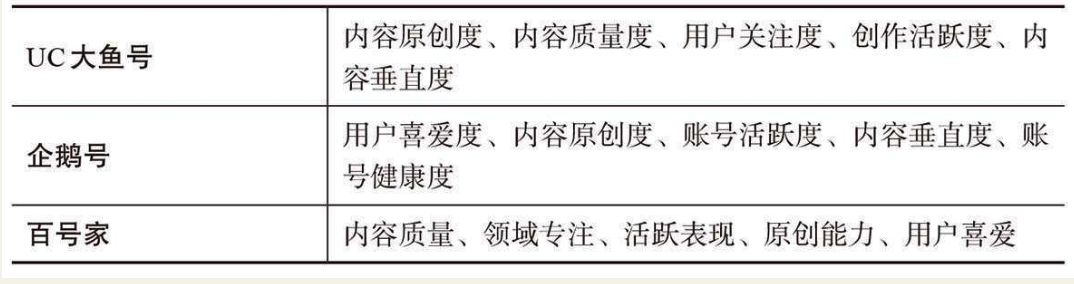 UC大鱼号
内容原创度、内容质量度、用户关注度、创作活跃度、内
容垂直度
企鹅号
用户喜爱度、内容原创度、账号活跃度、内容垂直度、账
号健康度
百号家
内容质量、领域专注、活跃表现、原创能力、用户喜爱